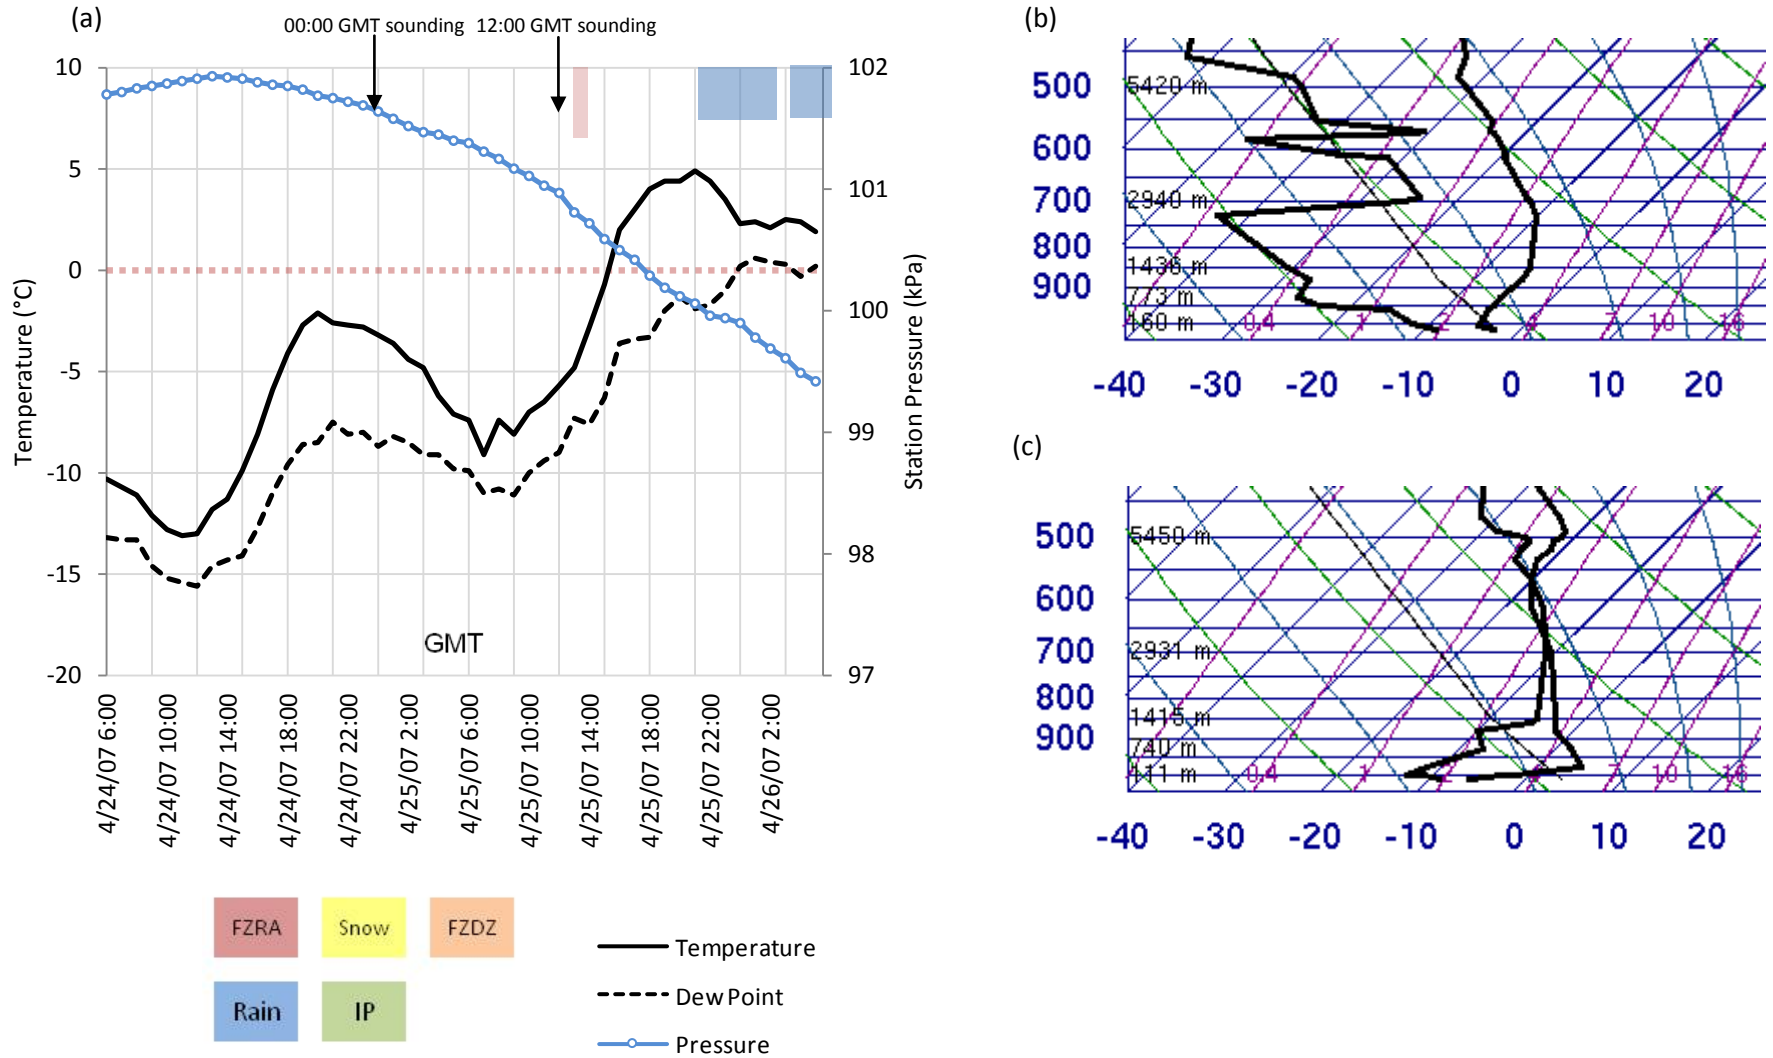 (a)
00:00 GMT sounding 12:00 GMT sounding
10
5
0
-5
-10
-15
-20
Temperature (°C)
102
101
100
99
98
97
Station Pressure (kPa)
GMT
4/24/07 6:00
4/24/07 10:00
4/24/07 14:00
4/24/07 18:00
4/24/07 22:00
4/25/07 2:00
4/25/07 6:00
4/25/07 10:00
4/25/07 14:00
4/25/07 18:00
4/25/07 22:00
4/26/07 2:00
FZRA Snow FZDZ
Rain IP
Temperature
Dew Point
Pressure
(b)
500 5420 m
600
700 2940 m
800
1436 m
900
773 m
160 m 0.4 1 2 4 7 10 16
-40 -30 -20 -10 0 10 20
(c)
500 5450 m
600
700 2931 m
800
1415 m
900
740 m
111 m 0.4 1 2 7 10 16
-40 -30 -20 -10 0 10 20